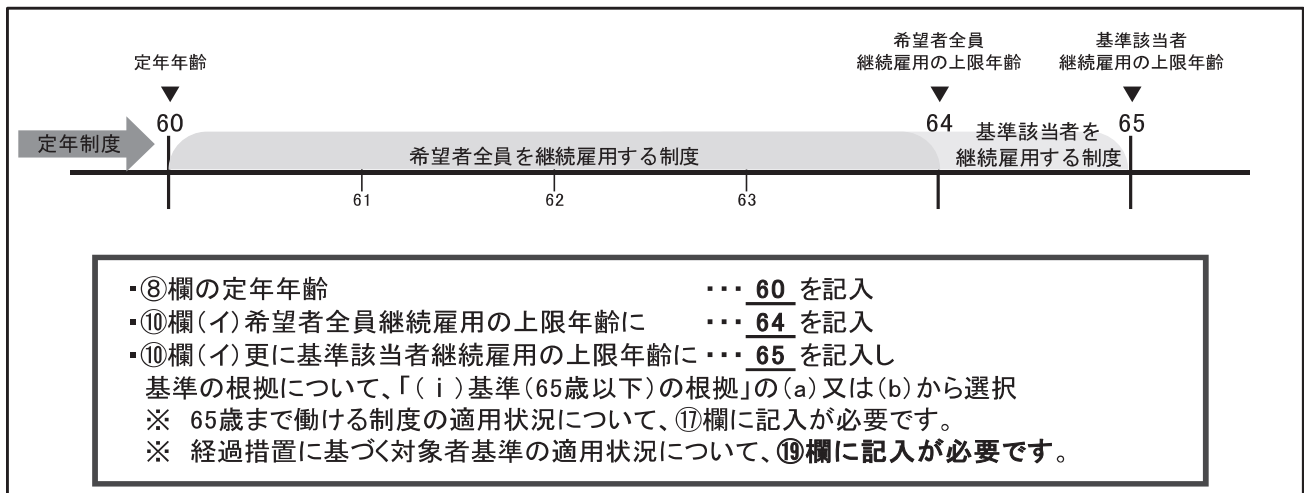 定年年齢
希望者全員
継続雇用の上限年齢
基準該当者
継続雇用の上限年齢
▼ ▼ ▼
60 64 65
定年制度
希望者全員を継続雇用する制度
基準該当者を
継続雇用する制度
61 62 63
・⑧欄の定年年齢 ・・・ 60 を記入
・⑩欄(イ)希望者全員継続雇用の上限年齢に ・・・ 64 を記入
・⑩欄(イ)更に基準該当者継続雇用の上限年齢に ・・・ 65 を記入し
基準の根拠について、「(ⅰ)基準(65歳以下)の根拠」の(a)又は(b)から選択
※ 65歳まで働ける制度の適用状況について、⑰欄に記入が必要です。
※ 経過措置に基づく対象者基準の適用状況について、⑲欄に記入が必要です。